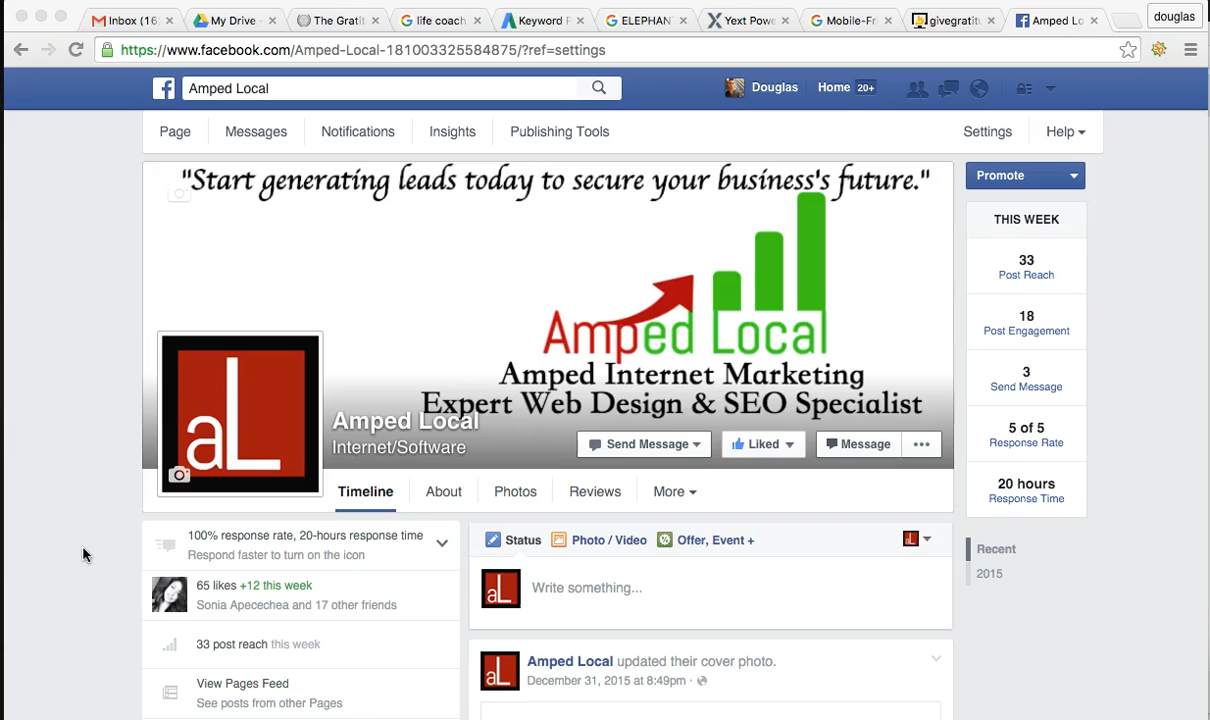 douglas
Inbox (16
My Drive -
The Gratit
life coach
Keyword P
ELEPHAN
Yext Powe
Mobile-Fr
givegratitu
Amped Lo
https://www.facebook.com/Amped-Local-181003325584875/?ref=settings
Amped Local
Douglas
Home 20+
Page
Messages
Notifications
Insights
Publishing Tools
Settings
Help
"Start generating leads today to secure your business's future."
Amped Local
Amped Internet Marketing
Expert Web Design & SEO Specialist
aL
Amped Local
Internet/Software
Send Message
Liked
Message
Promote
THIS WEEK
33
Post Reach
18
Post Engagement
3
Send Message
5 of 5
Response Rate
20 hours
Response Time
Recent
2015
Timeline
About
Photos
Reviews
More
100% response rate, 20-hours response time
Respond faster to turn on the icon
65 likes +12 this week
Sonia Apecechea and 17 other friends
33 post reach this week
View Pages Feed
See posts from other Pages
Status
Photo / Video
Offer, Event +
aL
aL
Write something...
aL
Amped Local updated their cover photo.
December 31, 2015 at 8:49pm ·